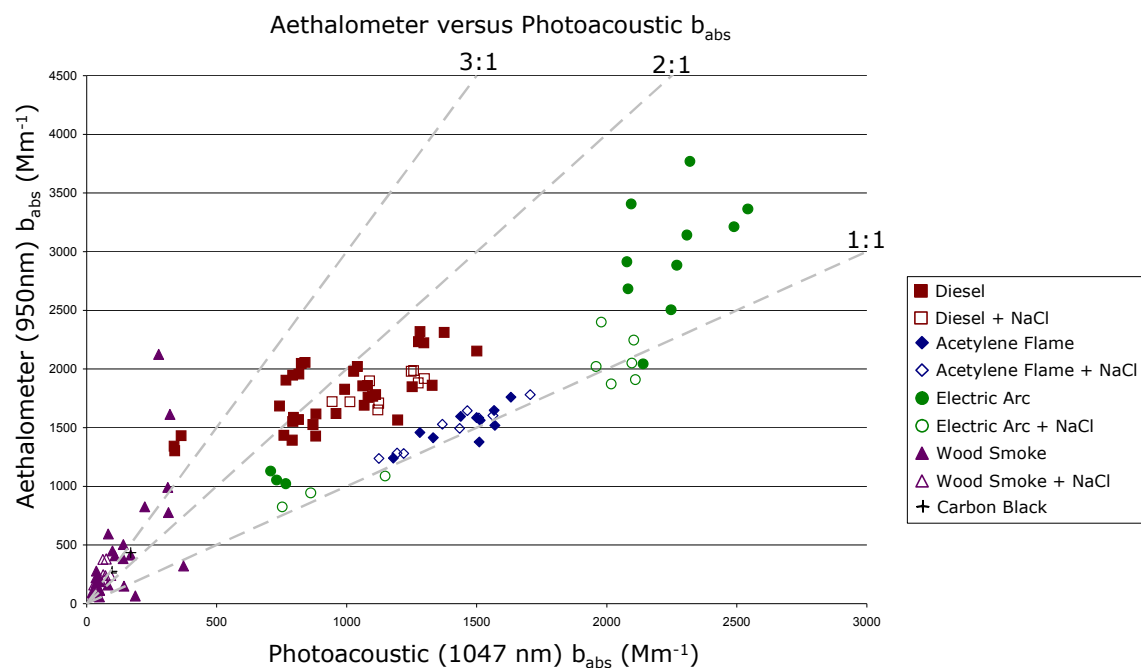 Aethalometer versus Photoacoustic b_abs
3:1
2:1
1:1
Aethalometer (950nm) b_abs (Mm⁻¹)
4500
4000
3500
3000
2500
2000
1500
1000
500
0
0 500 1000 1500 2000 2500 3000
Photoacoustic (1047 nm) b_abs (Mm⁻¹)
Diesel
Diesel + NaCl
Acetylene Flame
Acetylene Flame + NaCl
Electric Arc
Electric Arc + NaCl
Wood Smoke
Wood Smoke + NaCl
Carbon Black